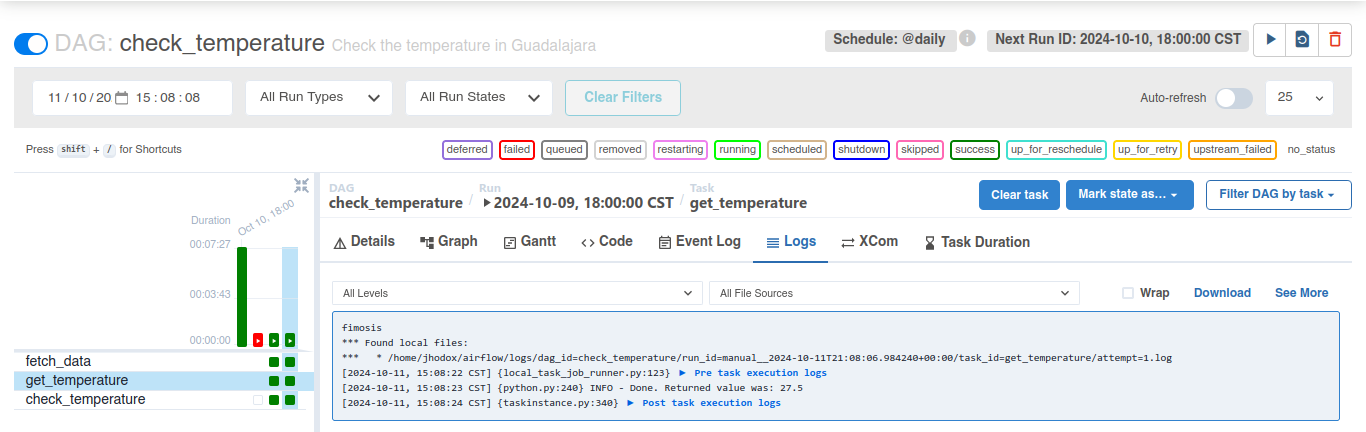 DAG: check_temperature Check the temperature in Guadalajara Schedule: @daily Next Run ID: 2024-10-10, 18:00:00 CST
11 / 10 / 20 15 : 08 : 08 All Run Types All Run States Clear Filters Auto-refresh 25
Press shift + / for Shortcuts deferred failed queued removed restarting running scheduled shutdown skipped success up_for_reschedule up_for_retry upstream_failed no_status
Oct 10, 18:00
Duration
00:07:27
00:03:43
00:00:00
fetch_data
get_temperature
check_temperature
DAG Run Task
check_temperature / 2024-10-09, 18:00:00 CST / get_temperature
Clear task Mark state as... Filter DAG by task
Details Graph Gantt Code Event Log Logs XCom Task Duration
All Levels All File Sources Wrap Download See More
fimosis
*** Found local files:
*** * /home/jhodox/airflow/logs/dag_id=check_temperature/run_id=manual__2024-10-11T21:08:06.984240+00:00/task_id=get_temperature/attempt=1.log
[2024-10-11, 15:08:22 CST] {local_task_job_runner.py:123} ▶ Pre task execution logs
[2024-10-11, 15:08:23 CST] {python.py:240} INFO - Done. Returned value was: 27.5
[2024-10-11, 15:08:24 CST] {taskinstance.py:340} ▶ Post task execution logs